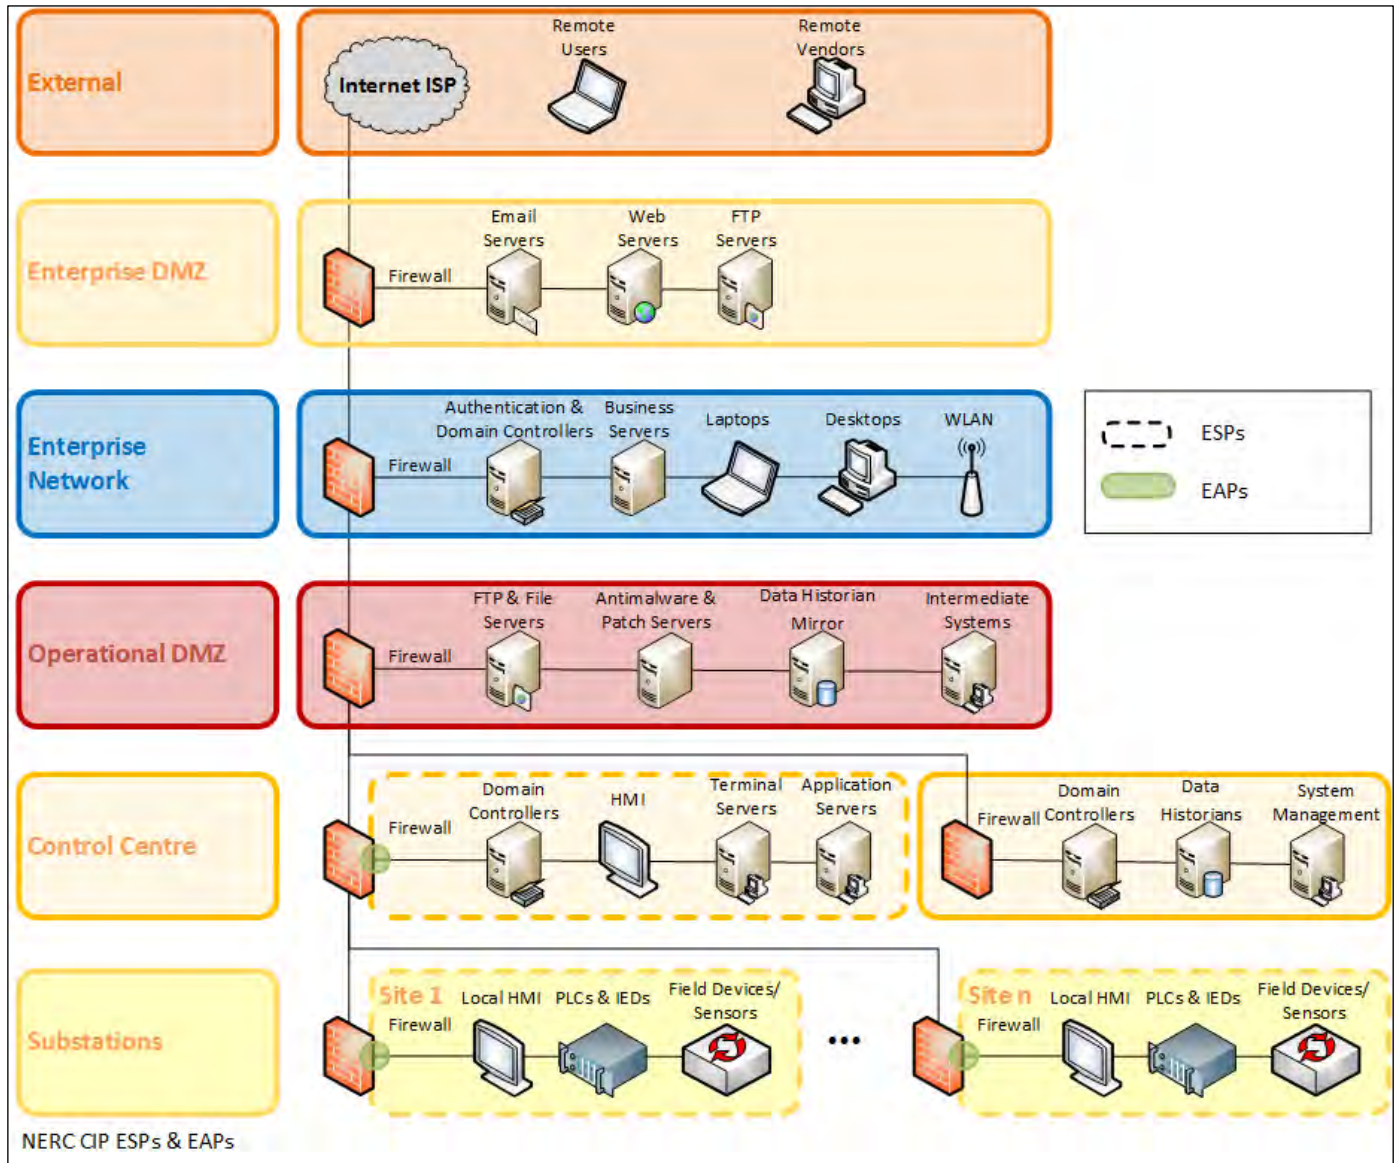 External
Internet ISP
Remote
Users
Remote
Vendors
Enterprise DMZ
Firewall
Email
Servers
Web
Servers
FTP
Servers
Enterprise
Network
Firewall
Authentication &
Domain Controllers
Business
Servers
Laptops
Desktops
WLAN
ESPs
EAPs
Operational DMZ
Firewall
FTP & File
Servers
Antimalware &
Patch Servers
Data Historian
Mirror
Intermediate
Systems
Control Centre
Firewall
Domain
Controllers
HMI
Terminal
Servers
Application
Servers
Firewall
Domain
Controllers
Data
Historians
System
Management
Substations
Site 1
Firewall
Local HMI
PLCs & IEDs
Field Devices/
Sensors
...
Site n
Firewall
Local HMI
PLCs & IEDs
Field Devices/
Sensors
NERC CIP ESPs & EAPs